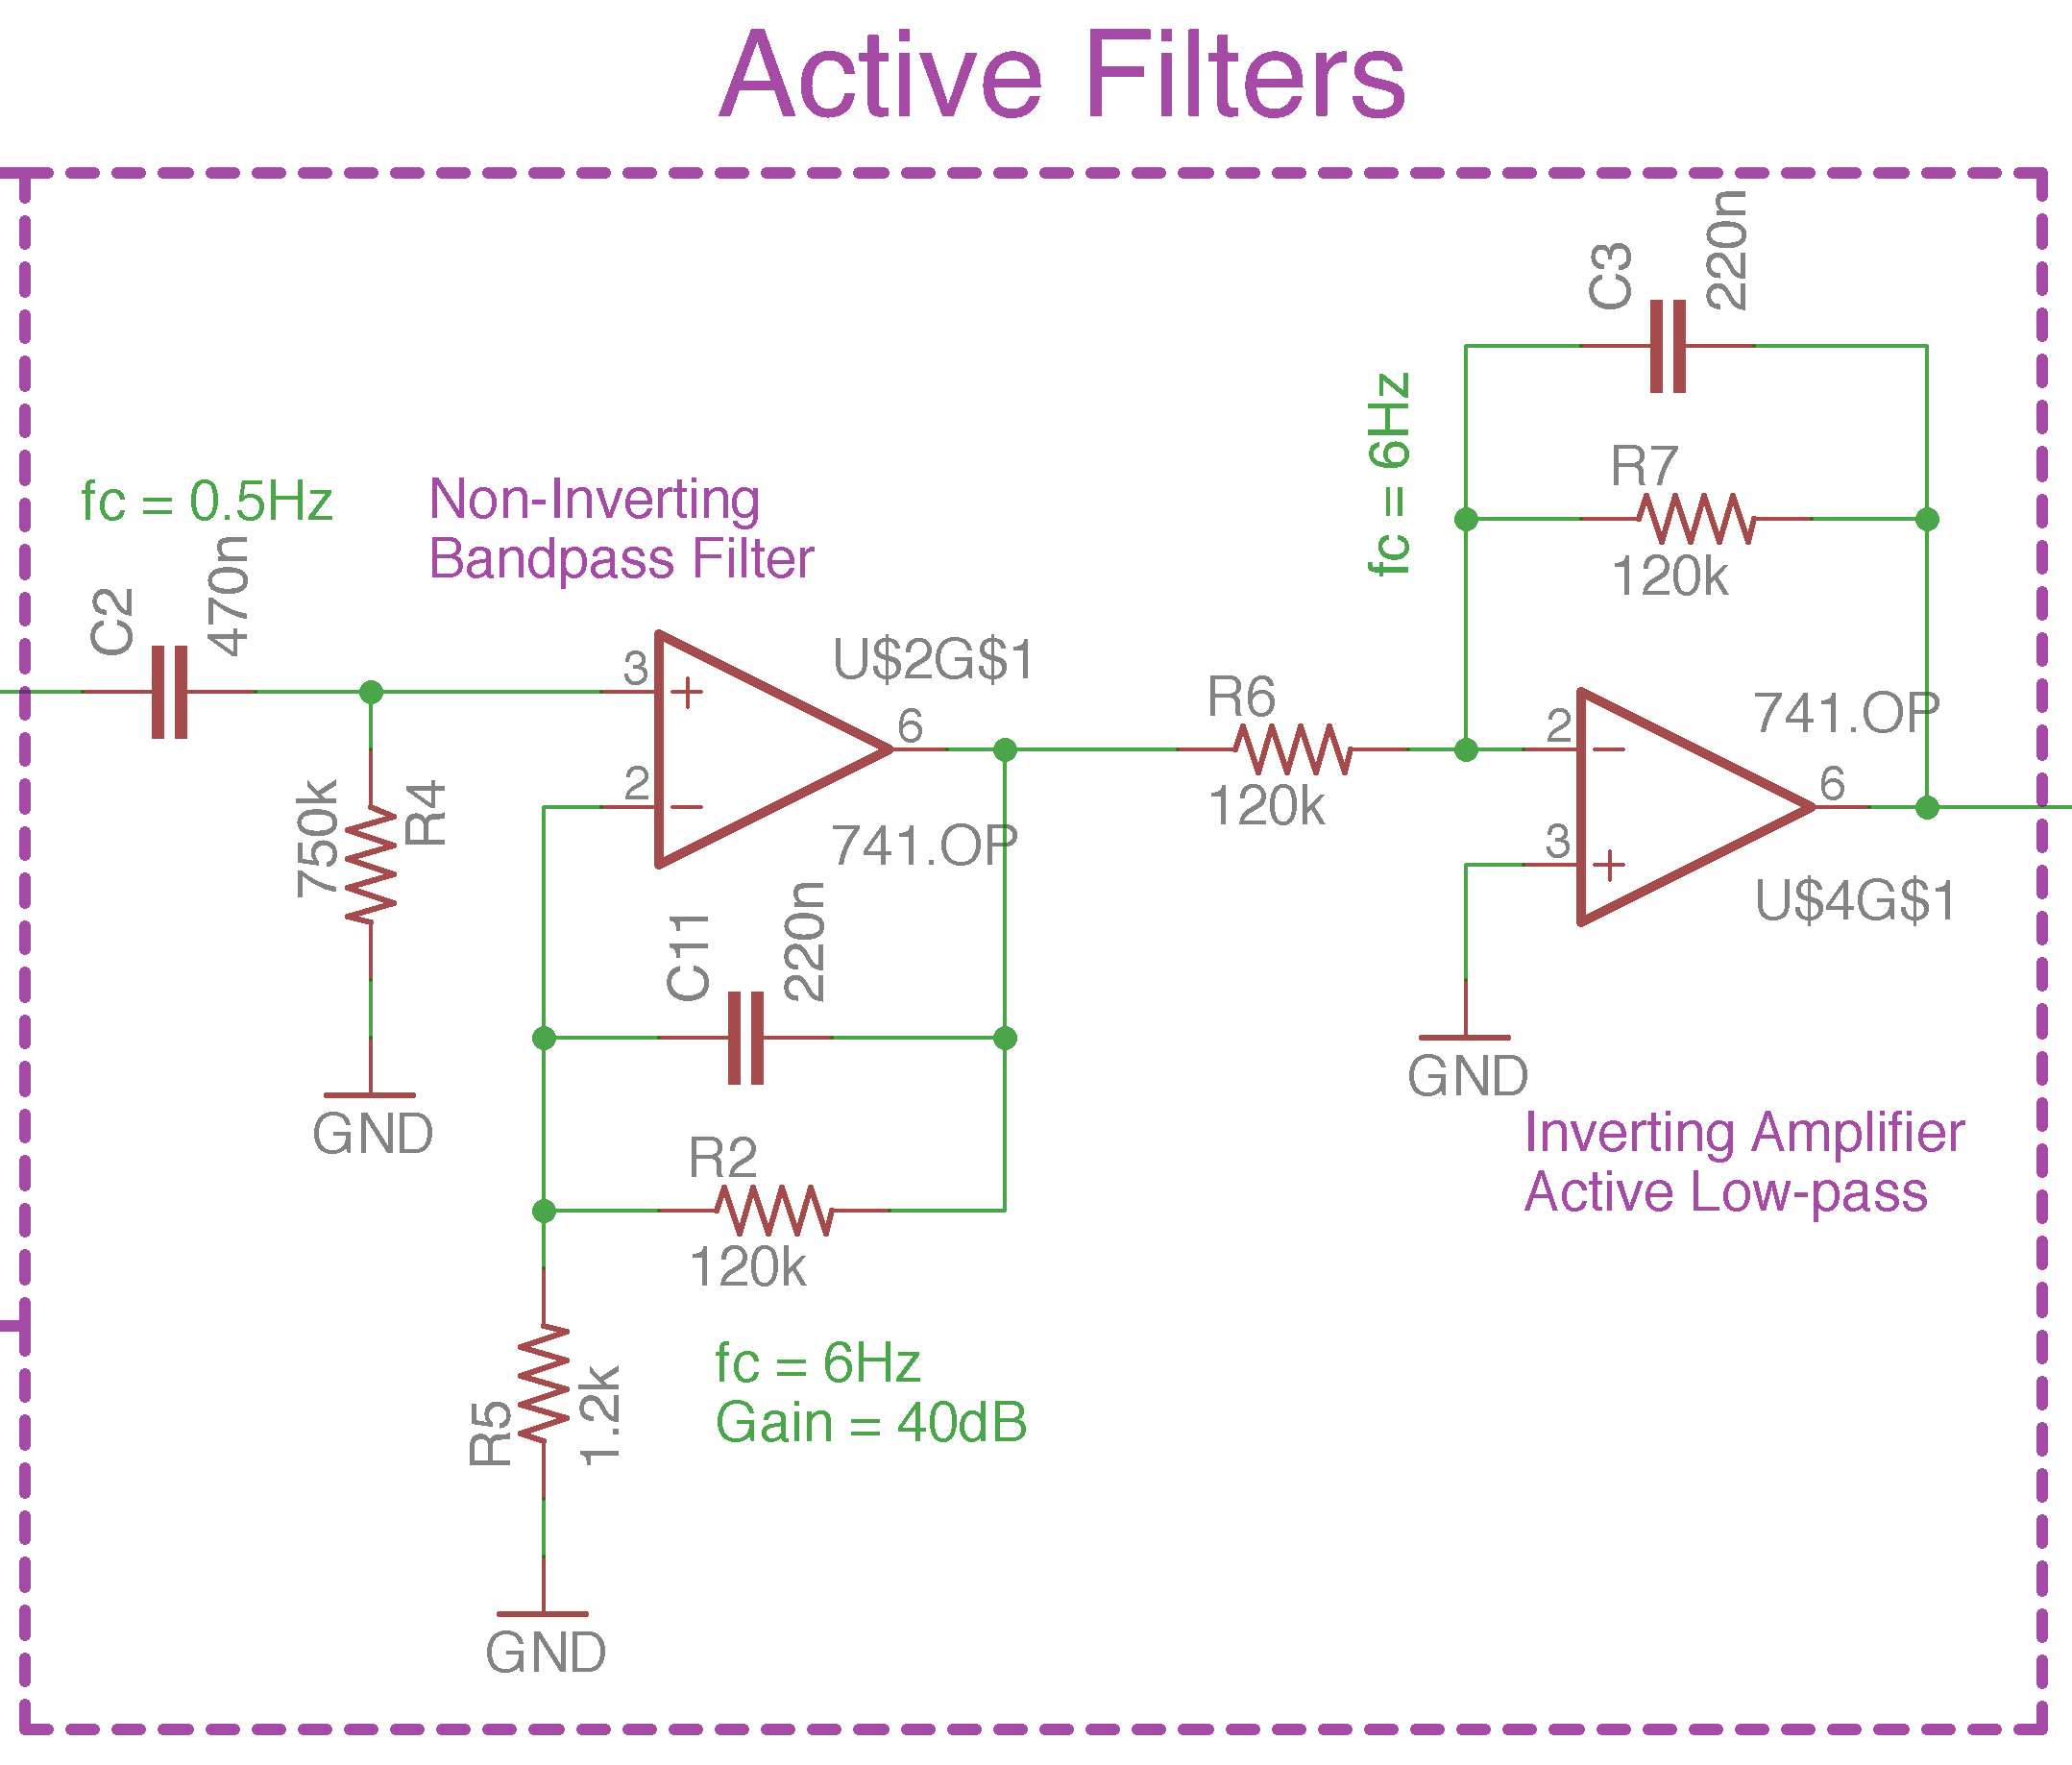 Active Filters
C3
220n
fc = 6Hz
R7
120k
fc = 0.5Hz
Non-Inverting
Bandpass Filter
C2
470n
3
U$2G$1
6
2
741.OP
750k
R4
GND
R6
120k
2
741.OP
6
3
U$4G$1
GND
Inverting Amplifier
Active Low-pass
C11
220n
R2
120k
fc = 6Hz
Gain = 40dB
R5
1.2k
GND